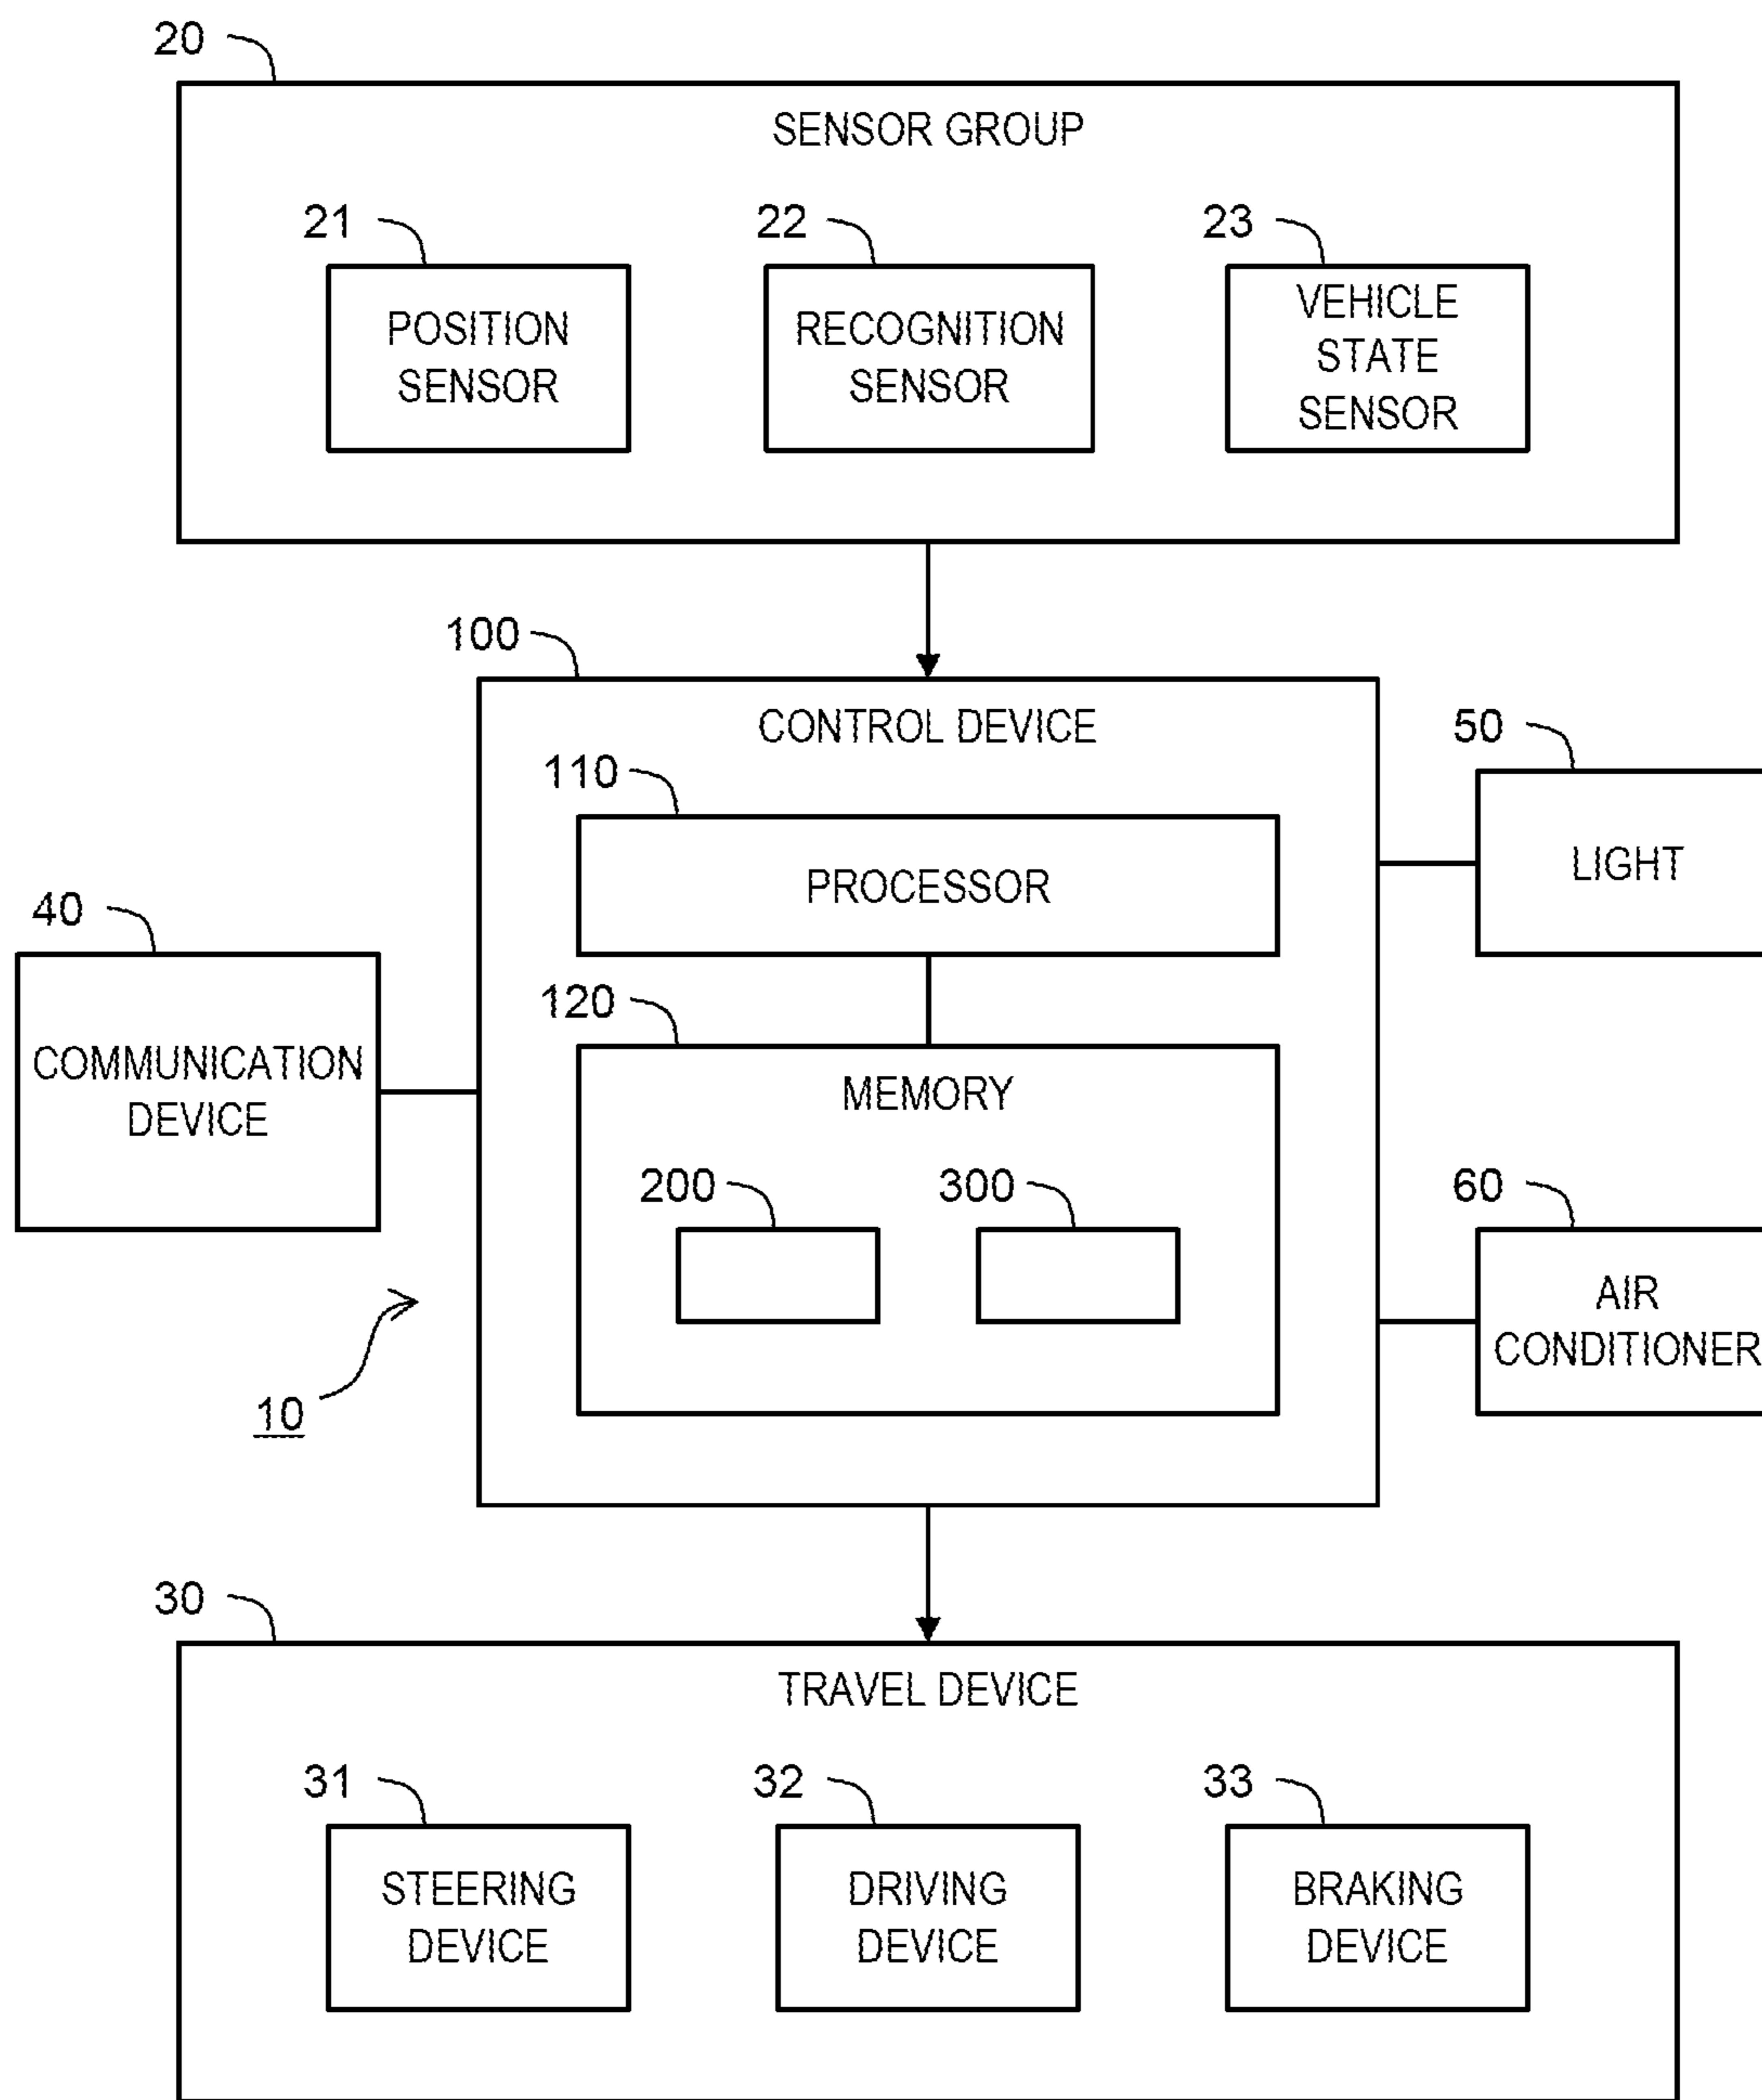 20
SENSOR GROUP
21
22
23
POSITION
SENSOR
RECOGNITION
SENSOR
VEHICLE
STATE
SENSOR
100
CONTROL DEVICE
50
110
LIGHT
PROCESSOR
40
120
COMMUNICATION
DEVICE
MEMORY
200
300
60
AIR
CONDITIONER
10
30
TRAVEL DEVICE
31
32
33
STEERING
DEVICE
DRIVING
DEVICE
BRAKING
DEVICE